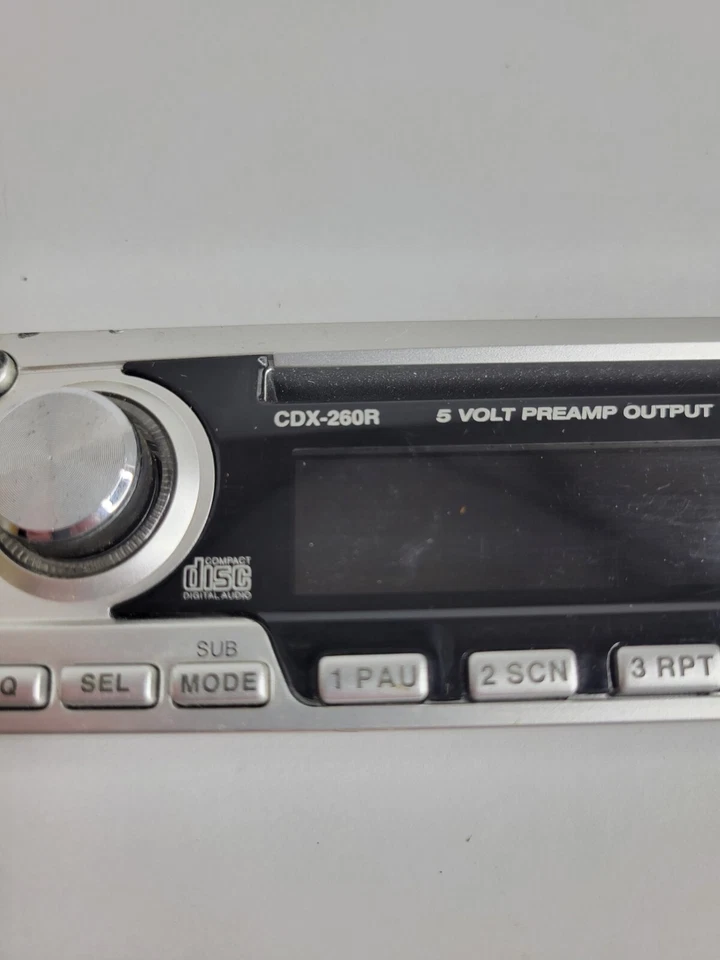 CDX-260R
5 VOLT PREAMP OUTPUT
COMPACT
disc
DIGITAL AUDIO
SUB
Q
SEL
MODE
1 PAU
2 SCN
3 RPT